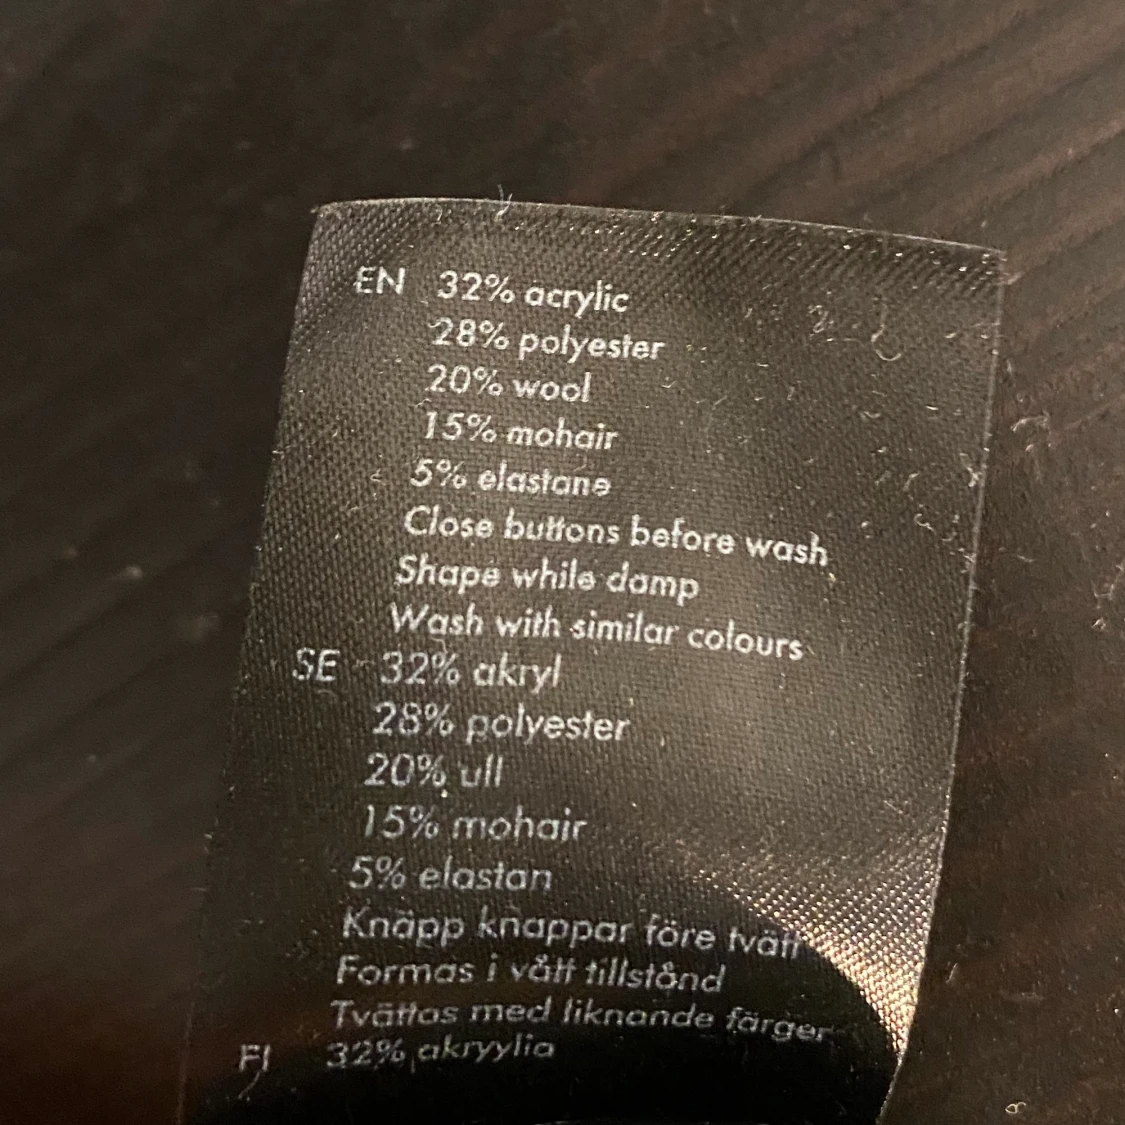 EN 32% acrylic
28% polyester
20% wool
15% mohair
5% elastane
Close buttons before wash
Shape while damp
Wash with similar colours
SE 32% akryl
28% polyester
20% ull
15% mohair
5% elastan
Knäpp knappar före tvätt
Formas i vått tillstånd
Tvättas med liknande färger
FI 32% akryylia